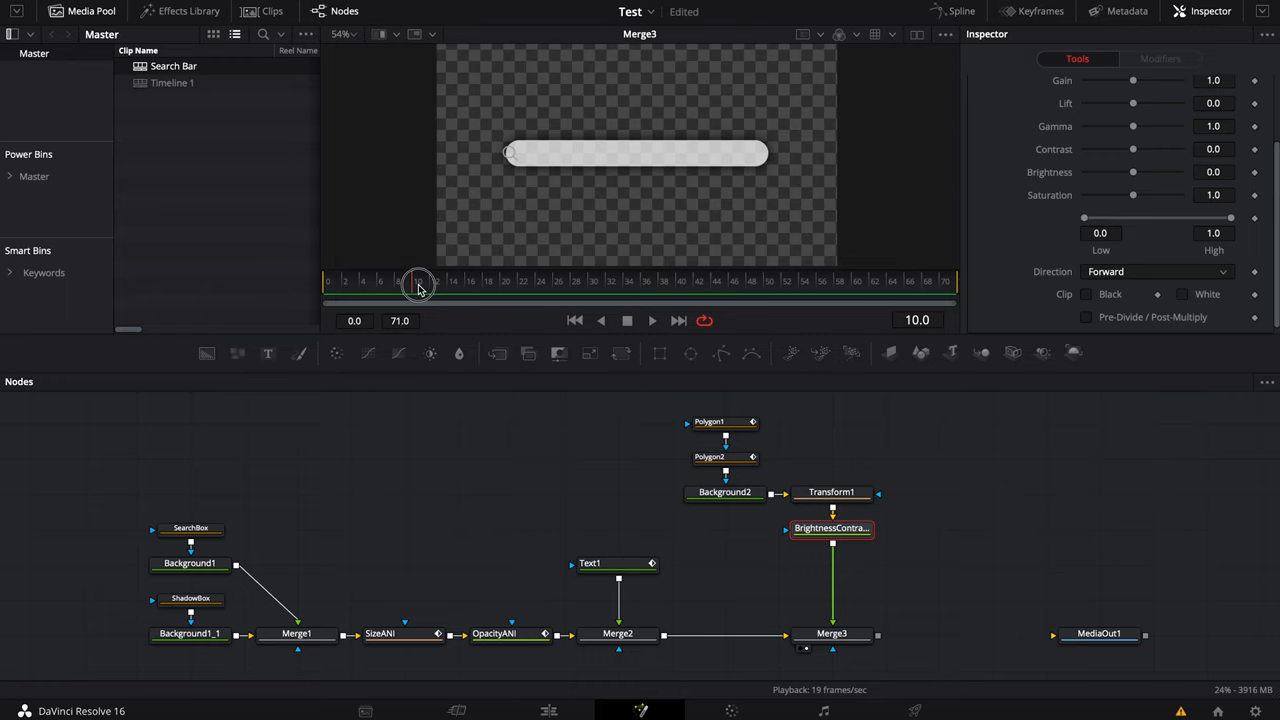 Media Pool Effects Library Clips Nodes Test Edited Spline Keyframes Metadata Inspector
Master 54% Merge3 Inspector
Clip Name Reel Name
Master
Search Bar
Timeline 1
Power Bins
Master
Smart Bins
Keywords
Tools Modifiers
Gain 1.0
Lift 0.0
Gamma 1.0
Contrast 0.0
Brightness 0.0
Saturation 1.0
0.0 1.0
Low High
Direction Forward
Clip Black White
Pre-Divide / Post-Multiply
0 2 4 6 8 10 12 14 16 18 20 22 24 26 28 30 32 34 36 38 40 42 44 46 48 50 52 54 56 58 60 62 64 66 68 70
0.0 71.0 10.0
T
Nodes
Polygon1
Polygon2
Background2 Transform1
SearchBox BrightnessContra...
Background1 Text1
ShadowBox
Background1_1 Merge1 SizeANI OpacityANI Merge2 Merge3 MediaOut1
Playback: 19 frames/sec 24% - 3916 MB
DaVinci Resolve 16